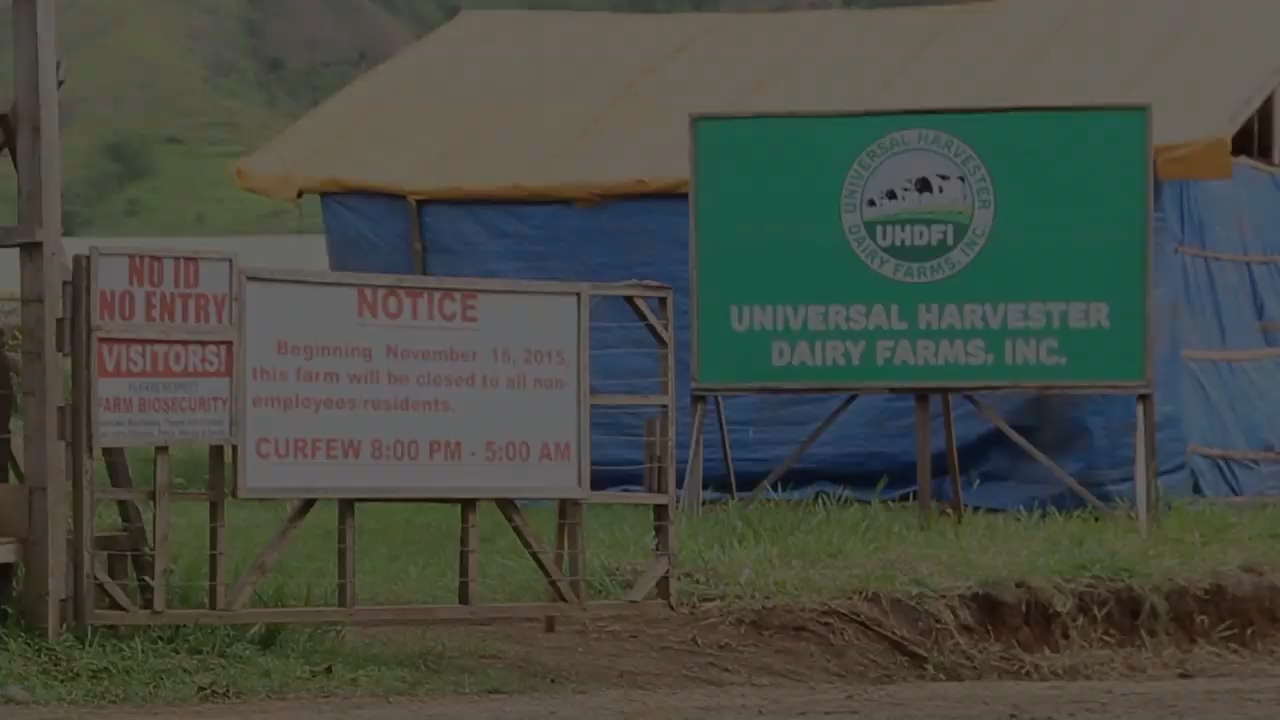 NO ID
NO ENTRY
VISITORS!
PLEASE RESPECT
FARM BIOSECURITY
NOTICE
Beginning November 18, 2015,
this farm will be closed to all non-
employees/residents.
CURFEW 8:00 PM - 5:00 AM
UNIVERSAL HARVESTER
DAIRY FARMS, INC.
UHDFI
UNIVERSAL HARVESTER
DAIRY FARMS, INC.